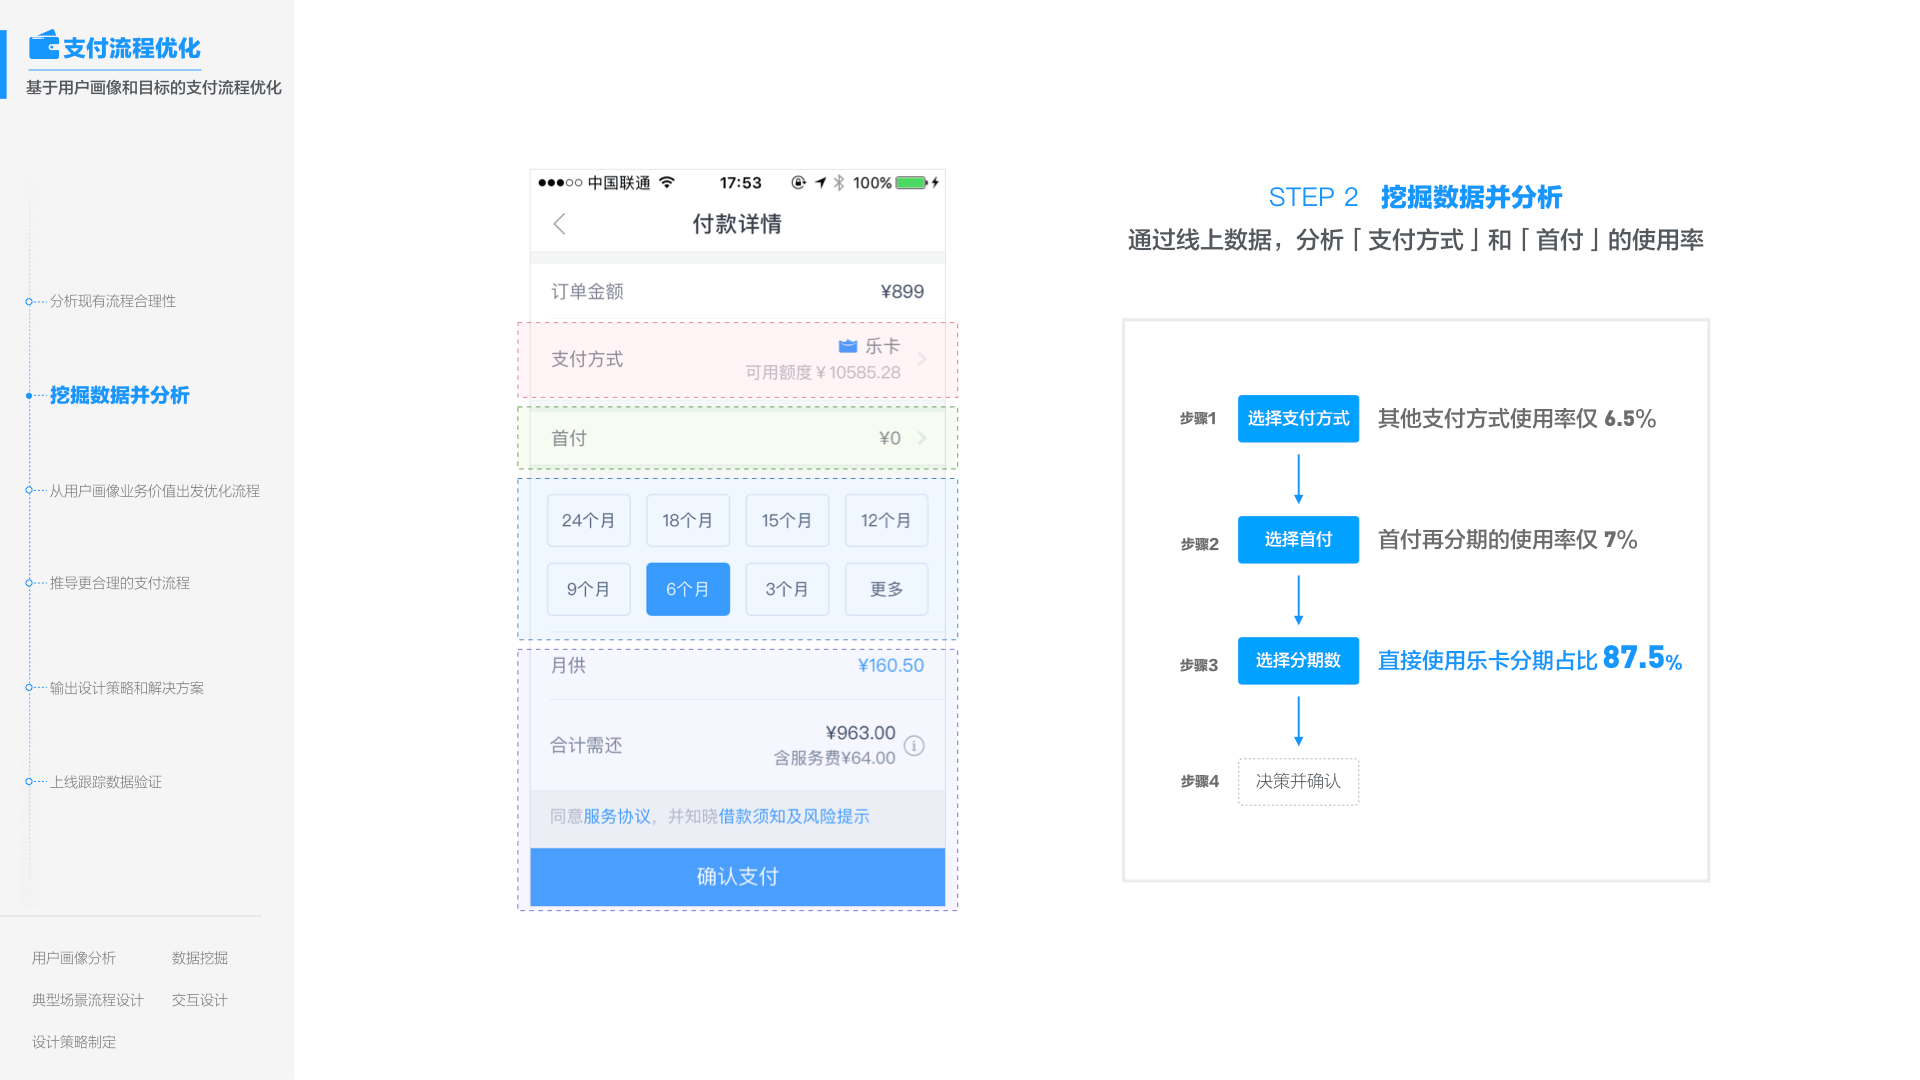 支付流程优化
基于用户画像和目标的支付流程优化
分析现有流程合理性
挖掘数据并分析
从用户画像业务价值出发优化流程
推导更合理的支付流程
输出设计策略和解决方案
上线跟踪数据验证
用户画像分析 数据挖掘
典型场景流程设计 交互设计
设计策略制定
中国联通 17:53 100%
付款详情
订单金额 ¥899
支付方式 乐卡
可用额度¥10585.28
首付 ¥0
24个月 18个月 15个月 12个月
9个月 6个月 3个月 更多
月供 ¥160.50
合计需还 ¥963.00
含服务费¥64.00
同意服务协议，并知晓借款须知及风险提示
确认支付
STEP 2 挖掘数据并分析
通过线上数据，分析「支付方式」和「首付」的使用率
步骤1 选择支付方式 其他支付方式使用率仅 6.5%
步骤2 选择首付 首付再分期的使用率仅 7%
步骤3 选择分期数 直接使用乐卡分期占比 87.5%
步骤4 决策并确认